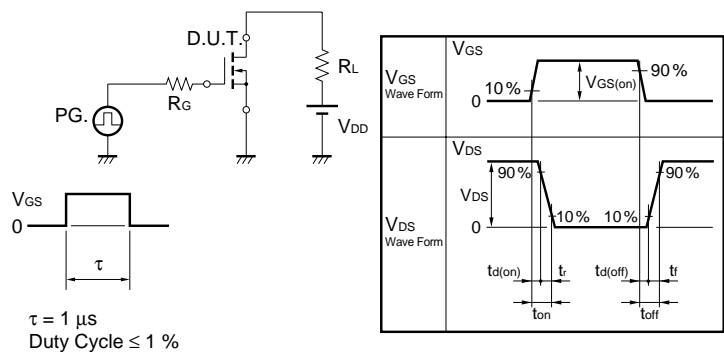 D.U.T.
RL
RG
PG.
VDD
VGS
0
τ
τ = 1 μs
Duty Cycle ≤ 1 %
VGS
Wave Form
VGS
10 %
0
VGS(on)
90 %
VDS
Wave Form
VDS
90 %
VDS
0
10 %
10 %
90 %
td(on)
tr
td(off)
tf
ton
toff